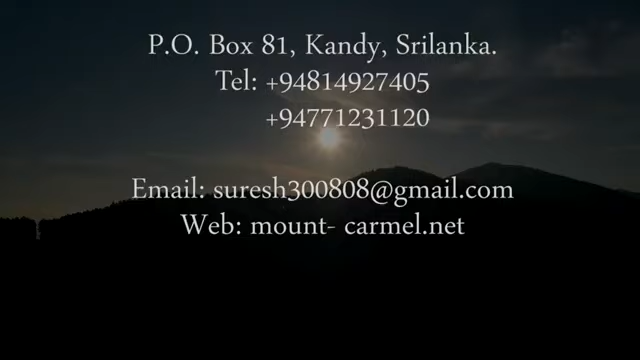 P.O. Box 81, Kandy, Srilanka.
Tel: +94814927405
+94771231120
Email: suresh300808@gmail.com
Web: mount- carmel.net